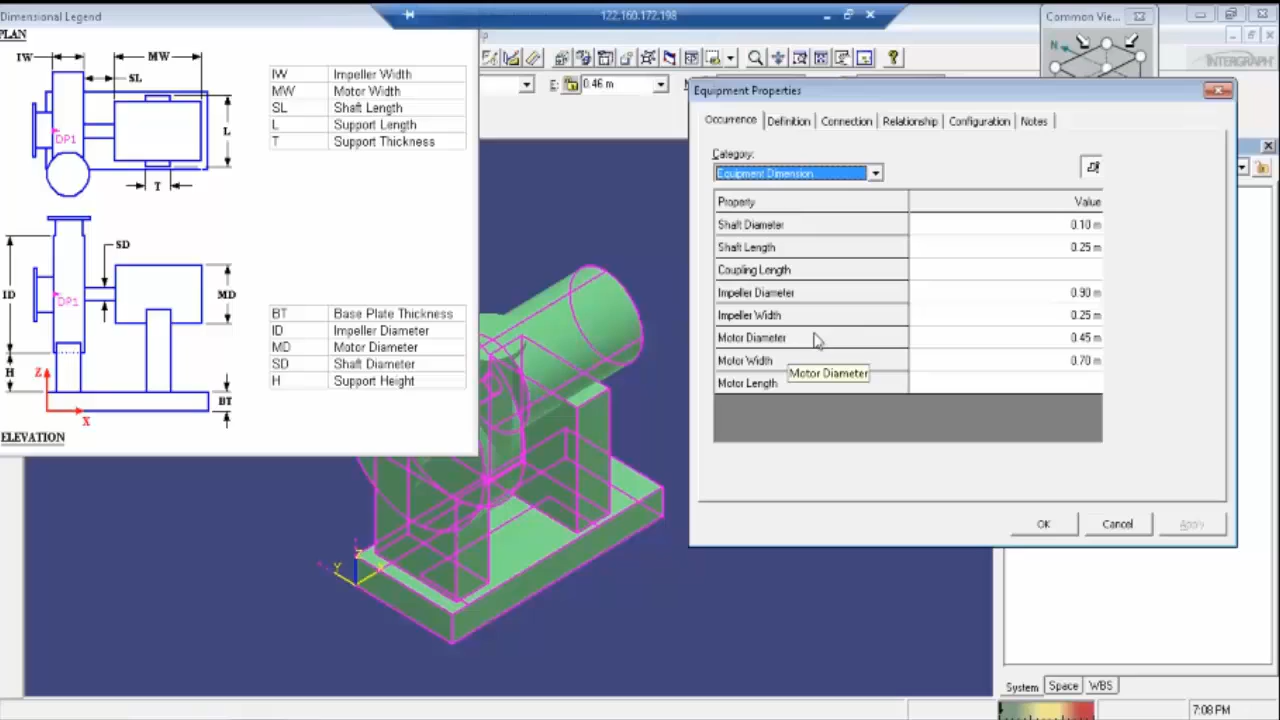 Dimensional Legend
122.160.172.198
Common Vie...
PLAN
IW
MW
SL
DP1
L
T
IW Impeller Width
MW Motor Width
SL Shaft Length
L Support Length
T Support Thickness
E: 0.46 m
N
INTERGRAPH
SD
ID
DP1
MD
H
Z
X
BT
ELEVATION
BT Base Plate Thickness
ID Impeller Diameter
MD Motor Diameter
SD Shaft Diameter
H Support Height
Equipment Properties
Occurrence Definition Connection Relationship Configuration Notes
Category:
Equipment Dimension
Property Value
Shaft Diameter 0.10 m
Shaft Length 0.25 m
Coupling Length
Impeller Diameter 0.90 m
Impeller Width 0.25 m
Motor Diameter 0.45 m
Motor Width 0.70 m
Motor Diameter
Motor Length
OK Cancel Apply
Z
Y
X
System Space WBS
7:08 PM